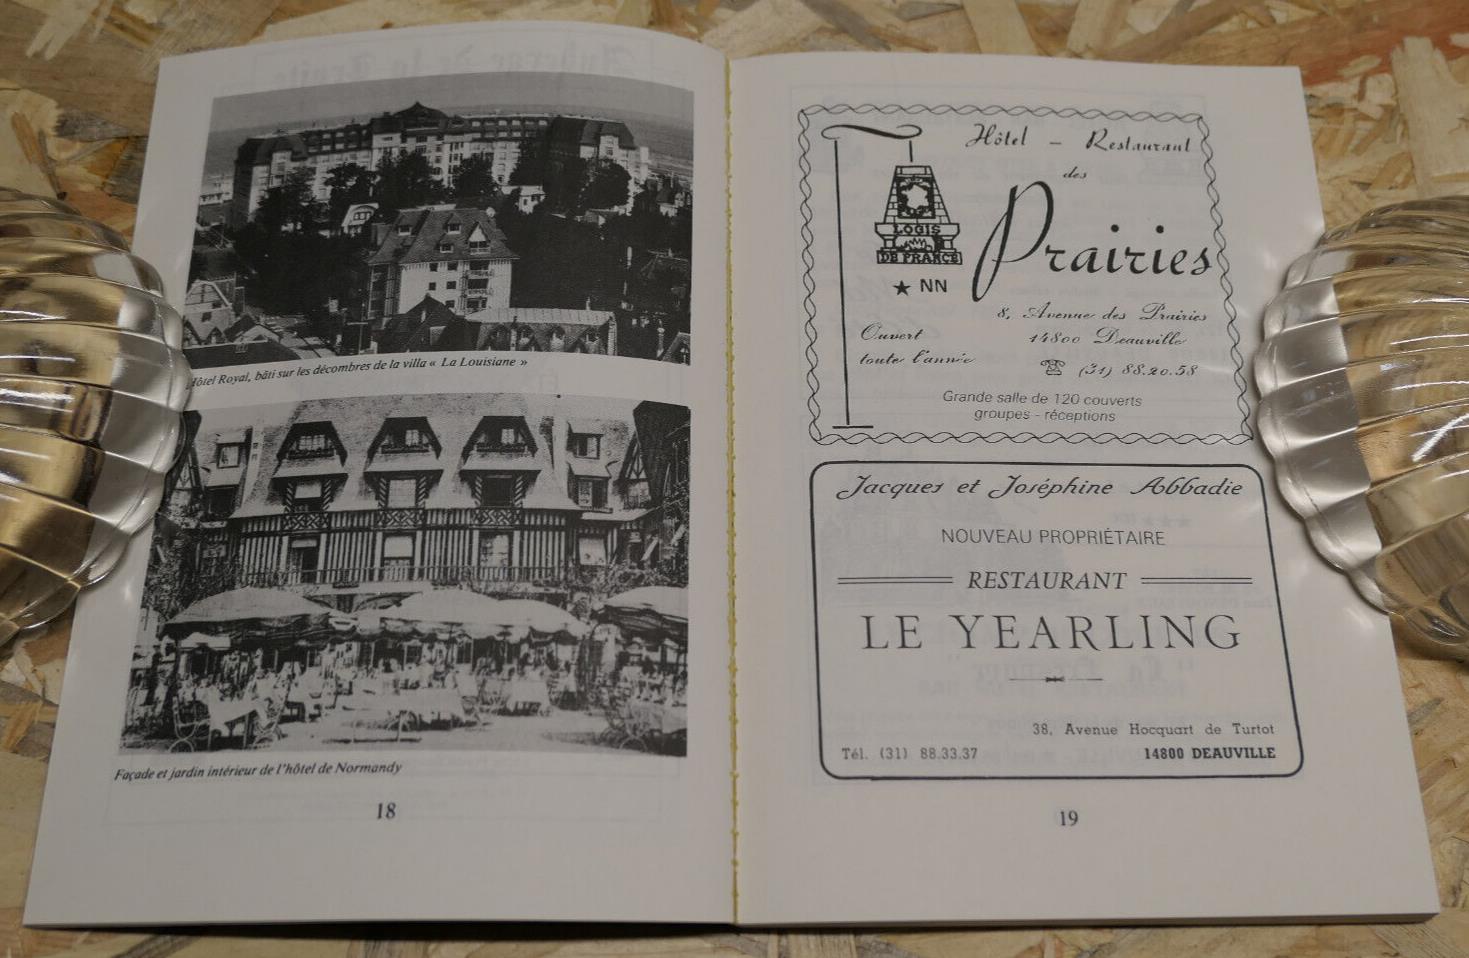 Hôtel Royal, bâti sur les décombres de la villa « La Louisiane »
Façade et jardin intérieur de l'hôtel de Normandy
18
Hôtel – Restaurant
des
Prairies
LOGIS
DE FRANCE
★ NN
8, Avenue des Prairies
14800 Deauville
Ouvert
toute l'année
☎ (31) 88.20.58
Grande salle de 120 couverts
groupes - réceptions
Jacques et Joséphine Abbadie
NOUVEAU PROPRIÉTAIRE
RESTAURANT
LE YEARLING
38, Avenue Hocquart de Turtot
Tél. (31) 88.33.37 14800 DEAUVILLE
19